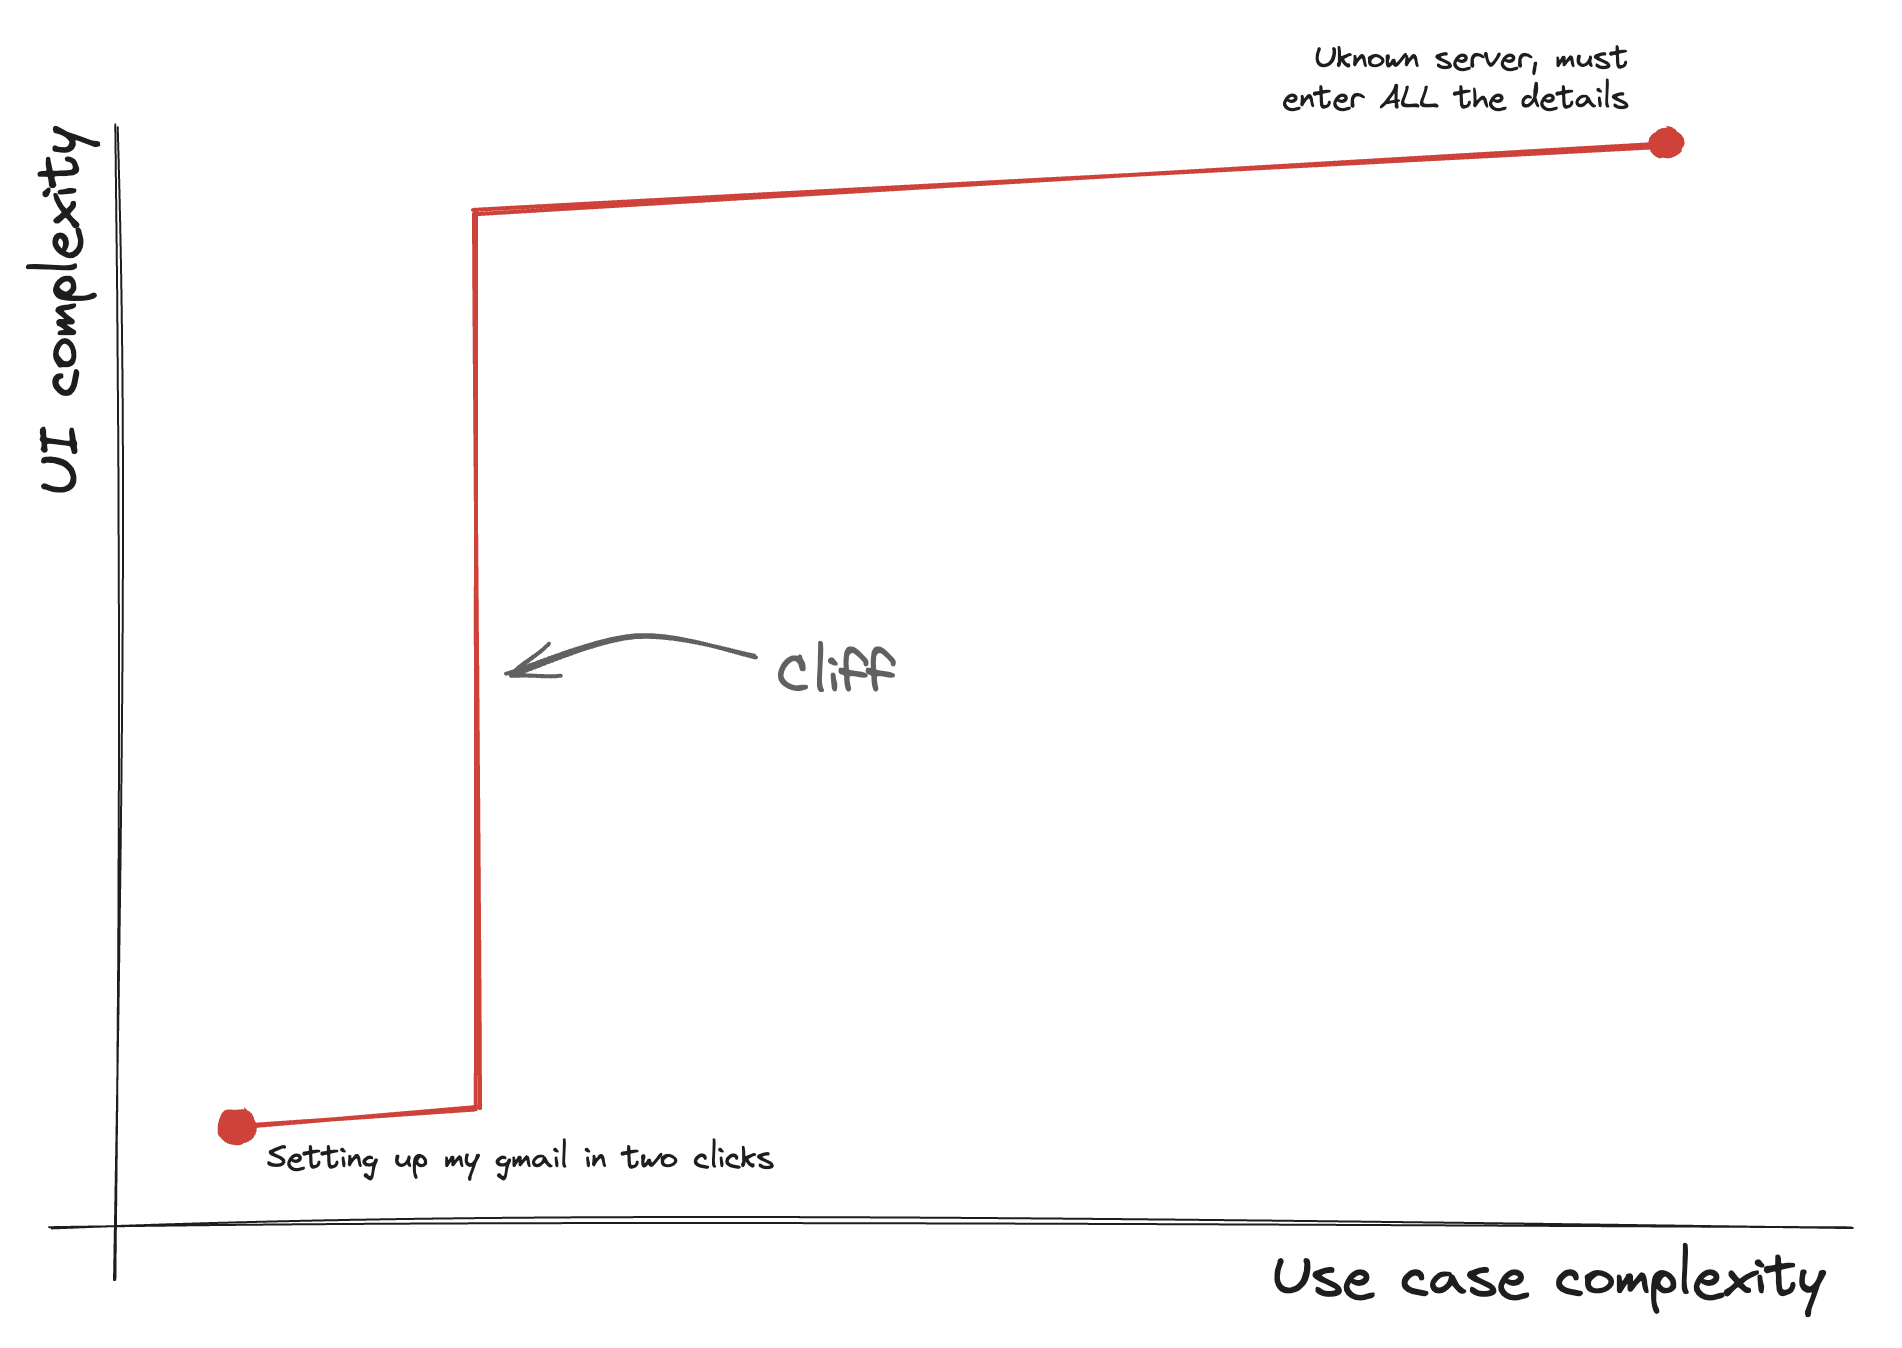 Uknown server, must
enter ALL the details
UI complexity
Cliff
Setting up my gmail in two clicks
Use case complexity